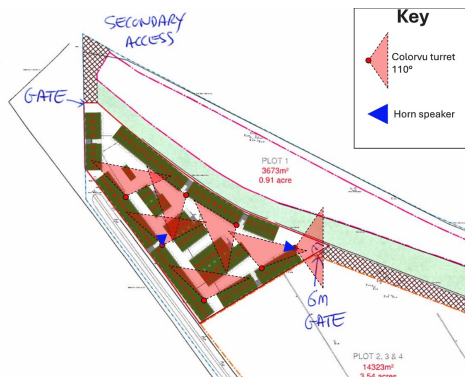 SECONDARY
ACCESS
GATE
Key
Colorvu turret
110°
Horn speaker
PLOT 1
3673m²
0.91 acre
6M
GATE
PLOT 2, 3 & 4
14323m²
3.54 acre